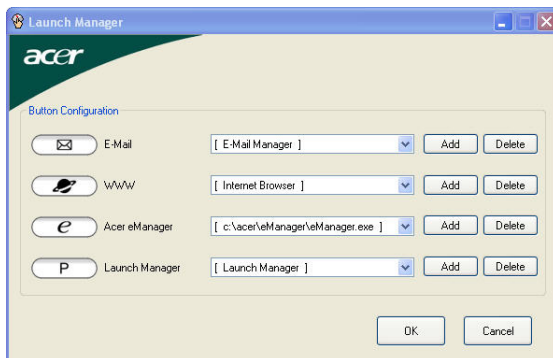 Launch Manager
acer
Button Configuration
E-Mail [ E-Mail Manager ] Add Delete
WWW [ Internet Browser ] Add Delete
e Acer eManager [ c:\acer\eManager\eManager.exe ] Add Delete
P Launch Manager [ Launch Manager ] Add Delete
OK Cancel